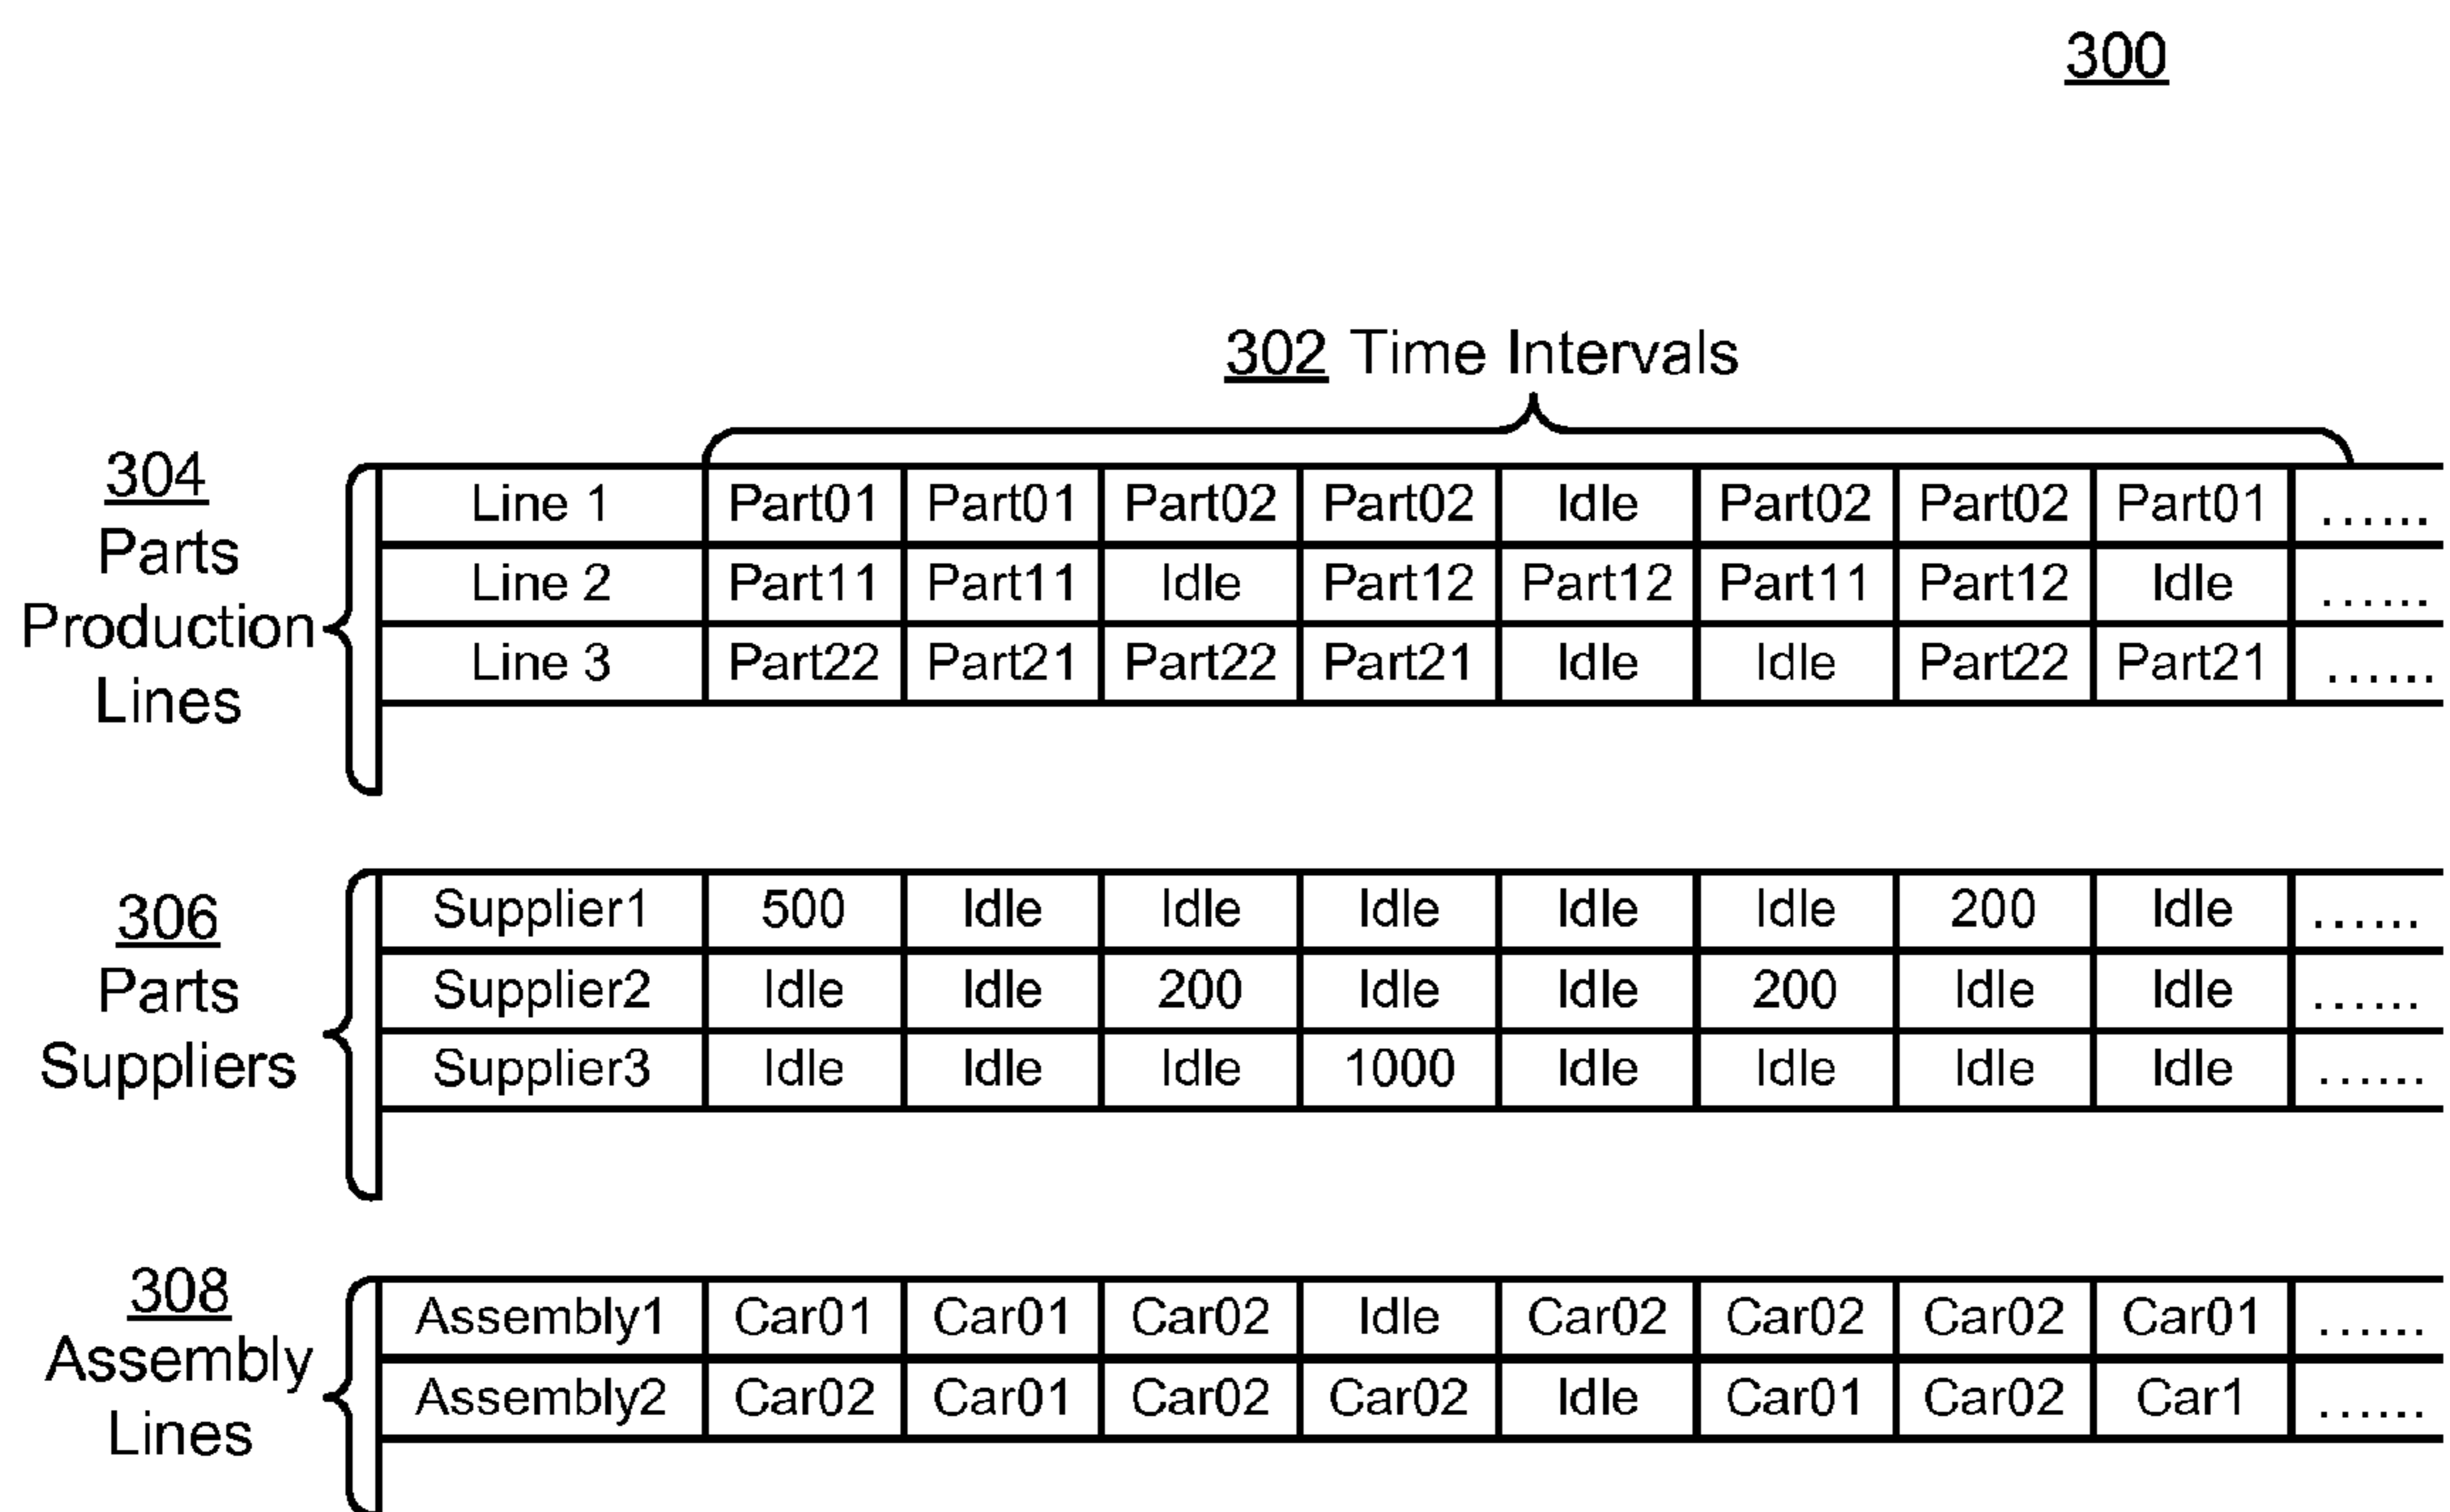 300
302 Time Intervals
304
Parts
Production
Lines
Line 1 Part01 Part01 Part02 Part02 Idle Part02 Part02 Part01 ......
Line 2 Part11 Part11 Idle Part12 Part12 Part11 Part12 Idle ......
Line 3 Part22 Part21 Part22 Part21 Idle Idle Part22 Part21 ......
306
Parts
Suppliers
Supplier1 500 Idle Idle Idle Idle Idle 200 Idle ......
Supplier2 Idle Idle 200 Idle Idle 200 Idle Idle ......
Supplier3 Idle Idle Idle 1000 Idle Idle Idle Idle ......
308
Assembly
Lines
Assembly1 Car01 Car01 Car02 Idle Car02 Car02 Car02 Car01 ......
Assembly2 Car02 Car01 Car02 Car02 Idle Car01 Car02 Car1 ......